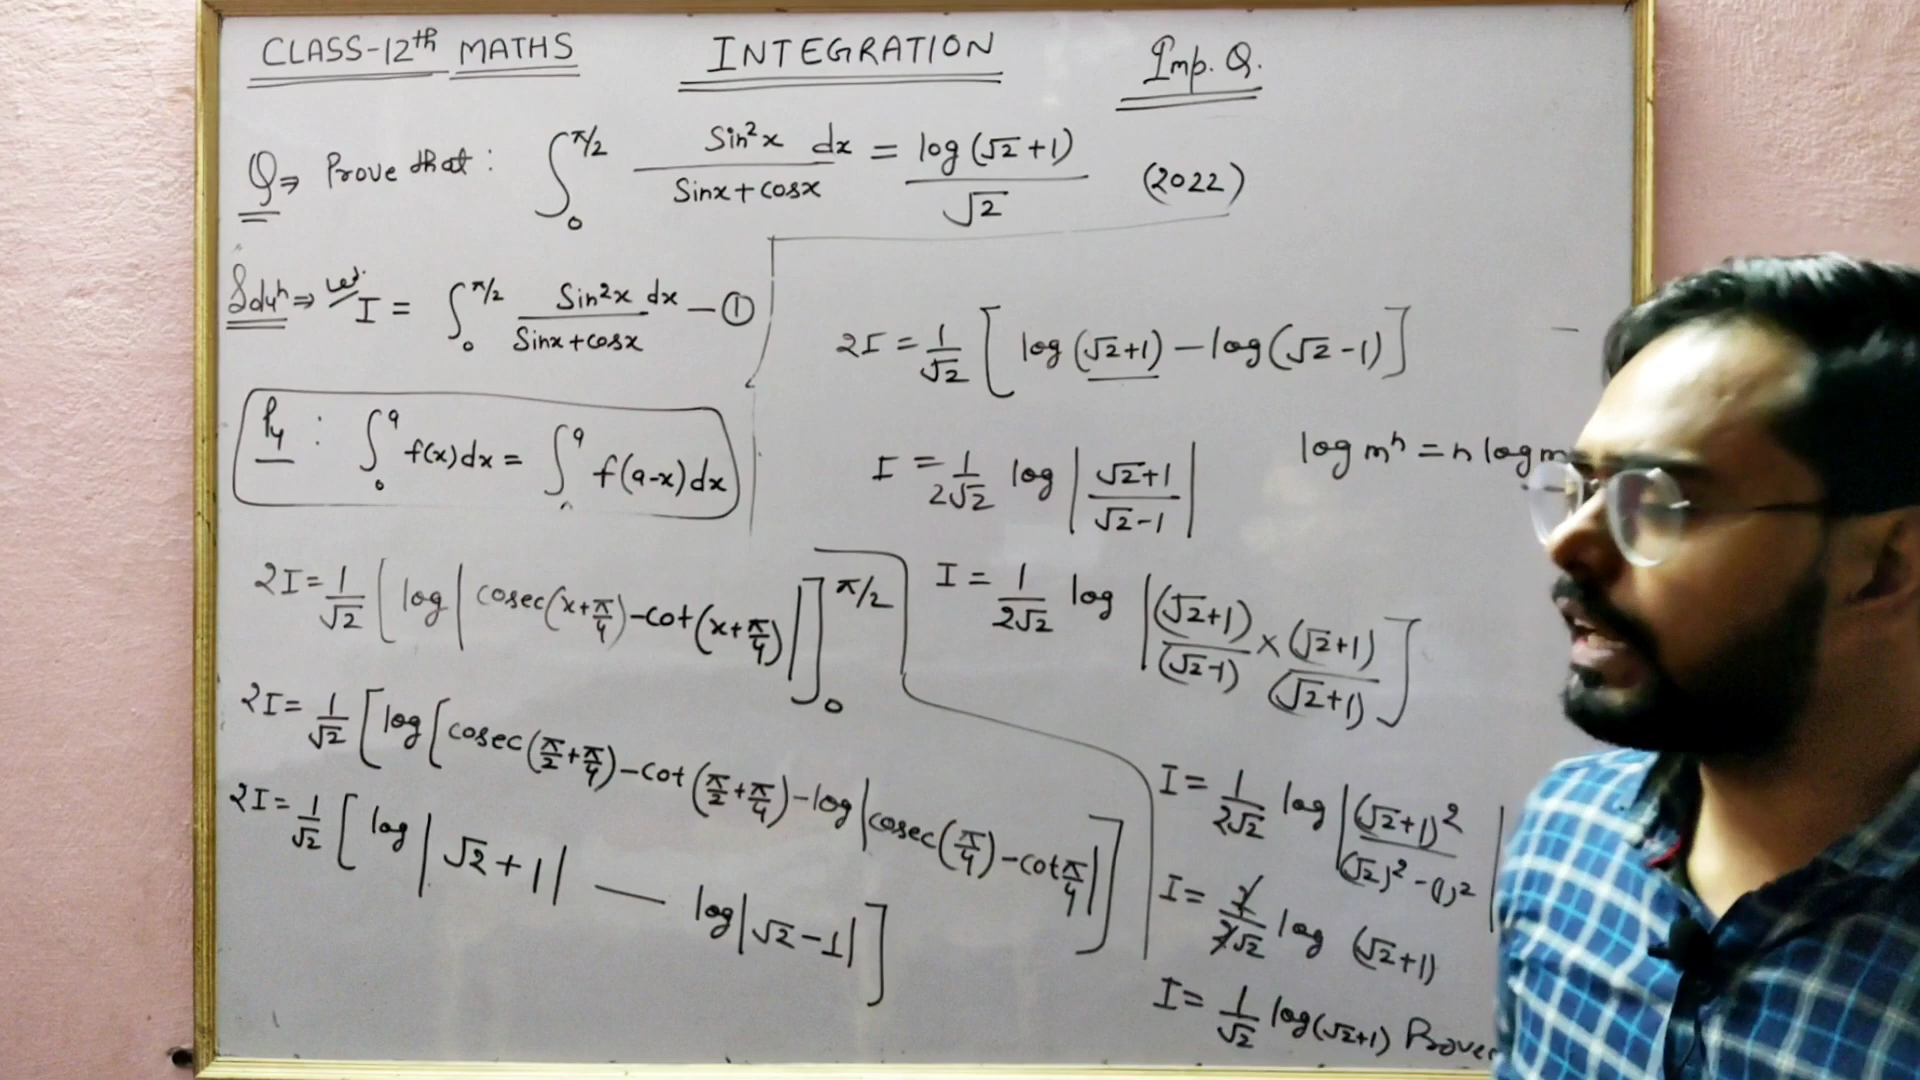 CLASS-12th MATHS INTEGRATION Imp. Q.
Q⇒ Prove that : ∫₀^π/2 Sin²x dx / Sinx+cosx = log(√2+1) / √2 (2022)
Solun⇒ let I = ∫₀^π/2 Sin²x dx / Sinx+cosx – ①
P4 : ∫₀^a f(x)dx = ∫₀^a f(a-x)dx
2I = 1/√2 [log|cosec(x+π/4)-cot(x+π/4)|]₀^π/2
2I = 1/√2 [log[cosec(π/2+π/4)-cot(π/2+π/4)-log|cosec(π/4)-cotπ/4|]
2I = 1/√2 [log|√2+1| — log|√2-1|]
2I = 1/√2 [log(√2+1)-log(√2-1)]
I = 1/2√2 log|√2+1/√2-1|
log mⁿ = n log m
I = 1/2√2 log |(√2+1)/(√2-1) × (√2+1)/(√2+1)]
I = 1/2√2 log|(√2+1)²/(√2)²-(1)²|
I = 2/2√2 log (√2+1)
I = 1/√2 log(√2+1)